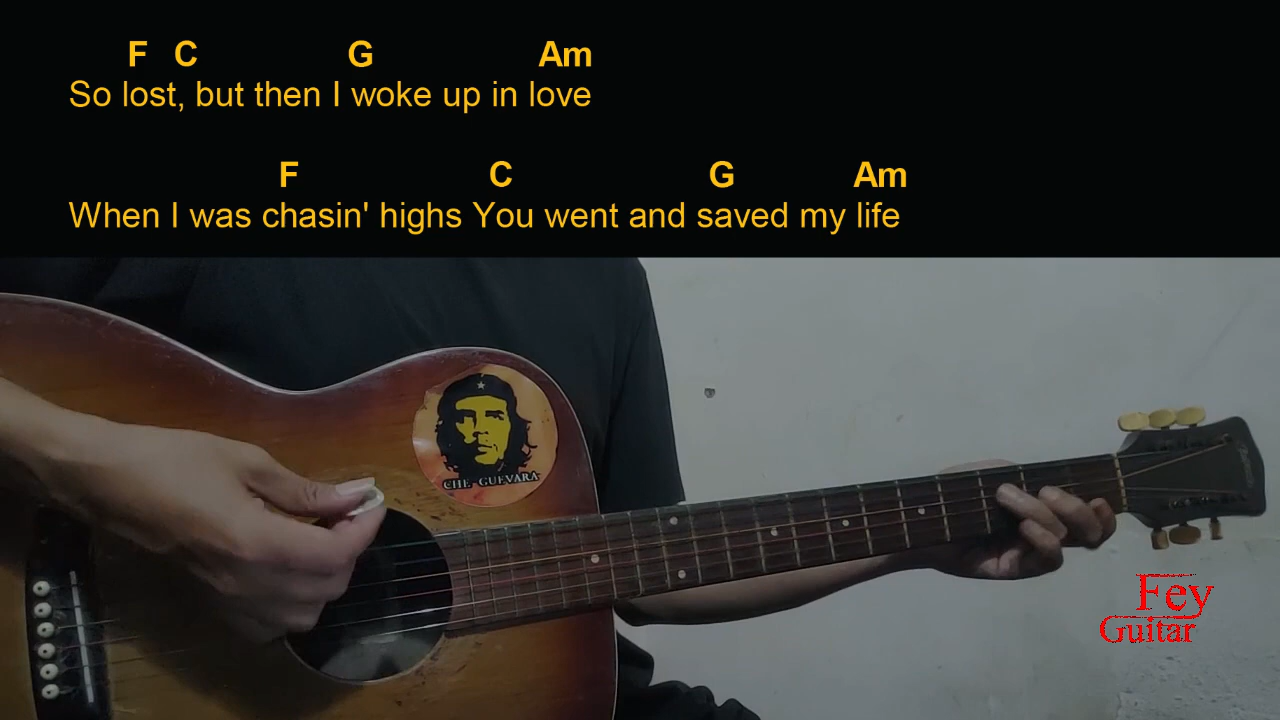 F C G Am
So lost, but then I woke up in love
F C G Am
When I was chasin' highs You went and saved my life
CHE GUEVARA
Fey
Guitar